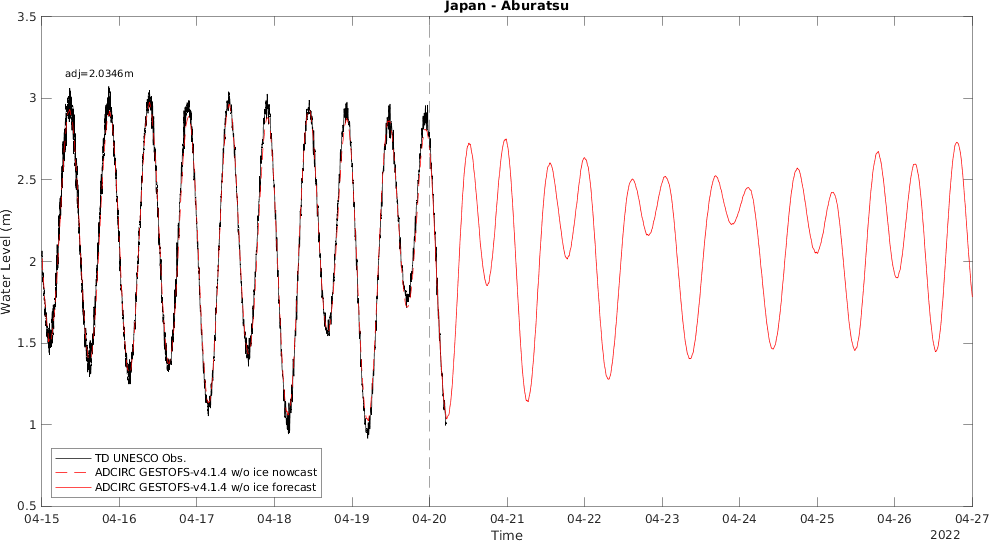 Japan - Aburatsu
3.5
3
2.5
2
1.5
1
0.5
Water Level (m)
adj=2.0346m
TD UNESCO Obs.
ADCIRC GESTOFS-v4.1.4 w/o ice nowcast
ADCIRC GESTOFS-v4.1.4 w/o ice forecast
04-15 04-16 04-17 04-18 04-19 04-20 04-21 04-22 04-23 04-24 04-25 04-26 04-27
Time
2022